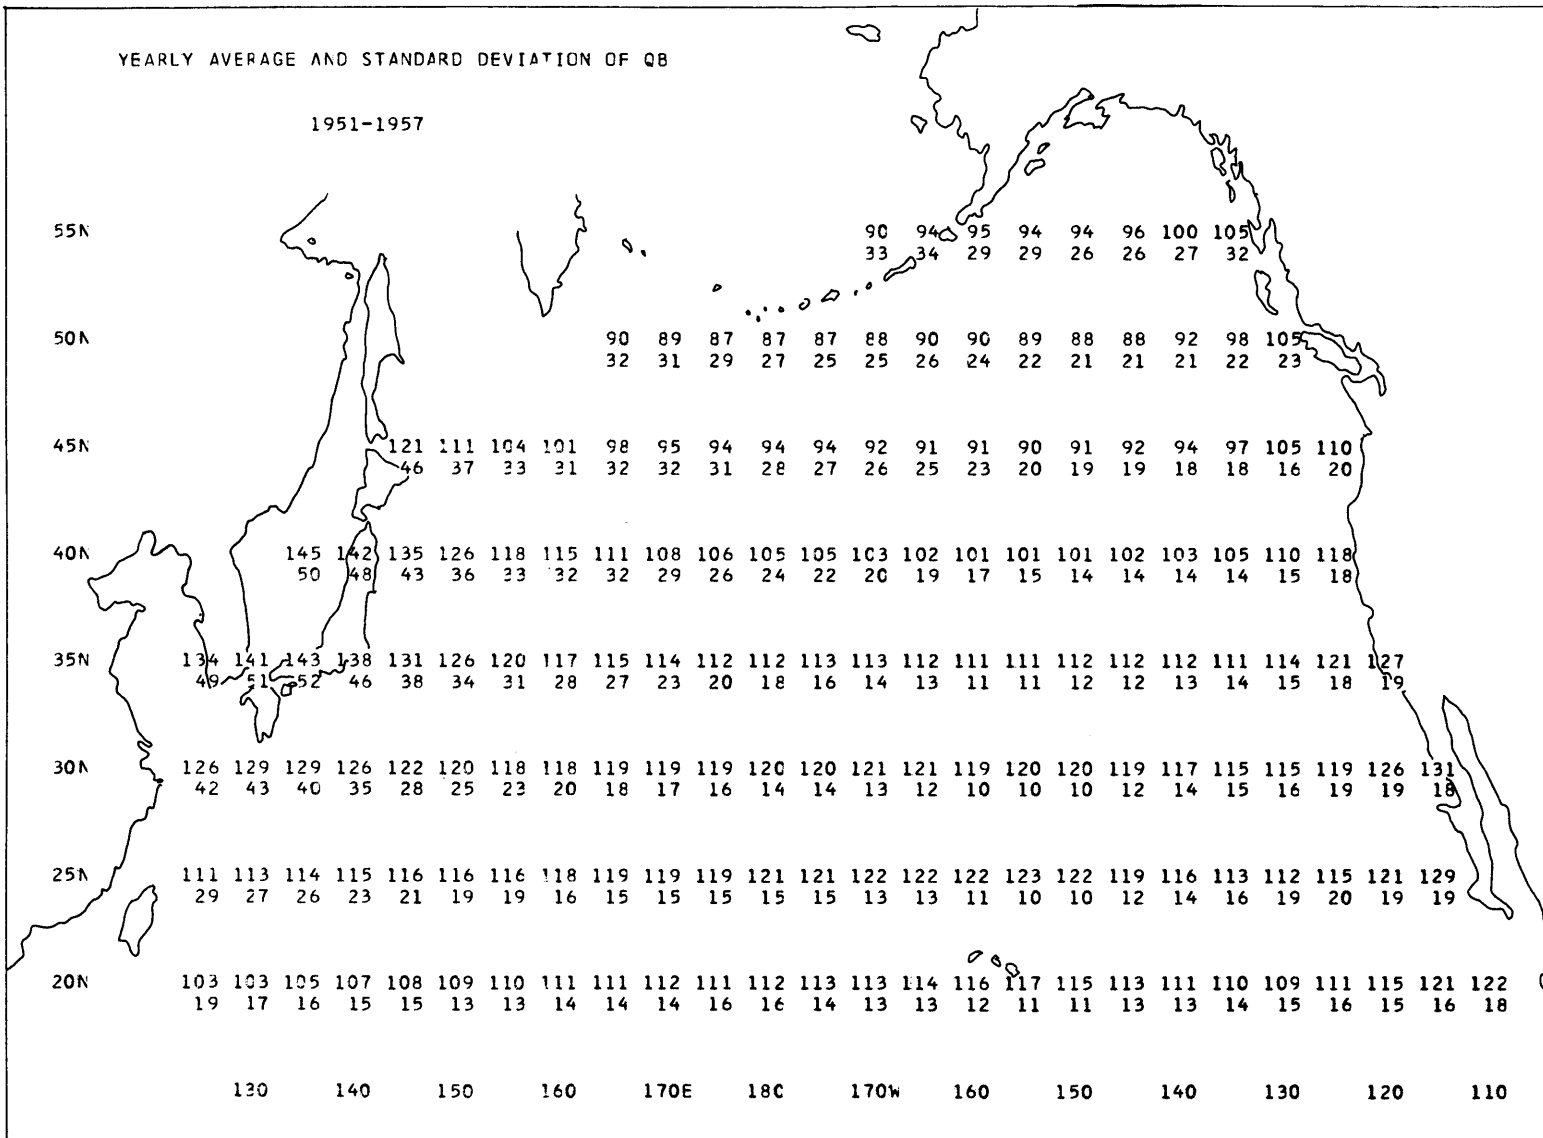 YEARLY AVERAGE AND STANDARD DEVIATION OF QB
1951-1957
55N 90 94 95 94 94 96 100 105
33 34 29 29 26 26 27 32
50N 90 89 87 87 87 88 90 90 89 88 88 92 98 105
32 31 29 27 25 25 26 24 22 21 21 21 22 23
45N 121 111 104 101 98 95 94 94 94 92 91 91 90 91 92 94 97 105 110
46 37 33 31 32 32 31 28 27 26 25 23 20 19 19 18 18 16 20
40N 145 142 135 126 118 115 111 108 106 105 105 103 102 101 101 101 102 103 105 110 118
50 48 43 36 33 32 32 29 26 24 22 20 19 17 15 14 14 14 14 15 18
35N 134 141 143 138 131 126 120 117 115 114 112 112 113 113 112 111 111 112 112 112 111 114 121 127
49 51 52 46 38 34 31 28 27 23 20 18 16 14 13 11 11 12 12 13 14 15 18 19
30N 126 129 129 126 122 120 118 118 119 119 119 120 120 121 121 119 120 120 119 117 115 115 119 126 131
42 43 40 35 28 25 23 20 18 17 16 14 14 13 12 10 10 10 12 14 15 16 19 19 18
25N 111 113 114 115 116 116 116 118 119 119 119 121 121 122 122 122 123 122 119 116 113 112 115 121 129
29 27 26 23 21 19 19 16 15 15 15 15 15 13 13 11 10 10 12 14 16 19 20 19 19
20N 103 103 105 107 108 109 110 111 111 112 111 112 113 113 114 116 117 115 113 111 110 109 111 115 121 122
19 17 16 15 15 13 13 14 14 14 16 16 14 13 13 12 11 11 13 13 14 15 16 15 16 18
130 140 150 160 170E 180 170W 160 150 140 130 120 110